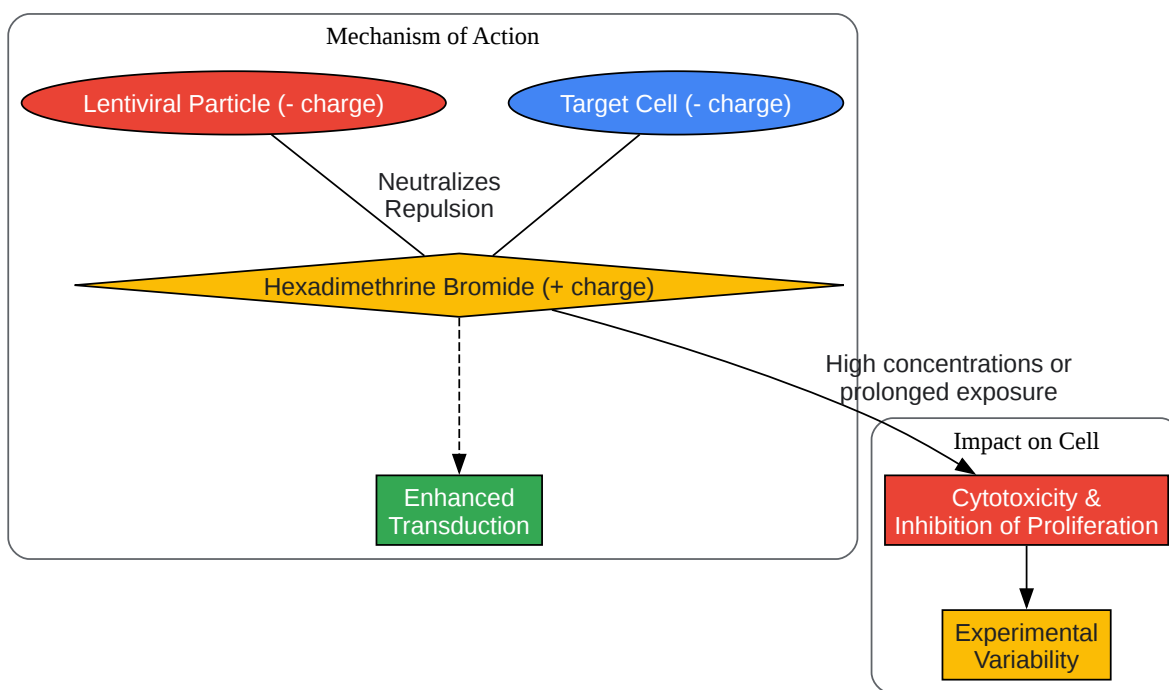 Mechanism of Action
Lentiviral Particle (- charge)
Target Cell (- charge)
Neutralizes
Repulsion
Hexadimethrine Bromide (+ charge)
High concentrations or
prolonged exposure
Impact on Cell
Enhanced
Transduction
Cytotoxicity &
Inhibition of Proliferation
Experimental
Variability